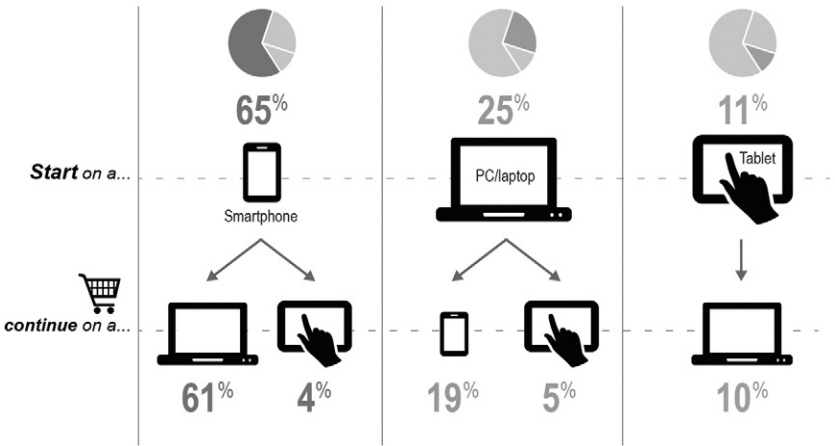 65% 25% 11%
Start on a...
Smartphone
PC/laptop
Tablet
continue on a...
61% 4% 19% 5% 10%